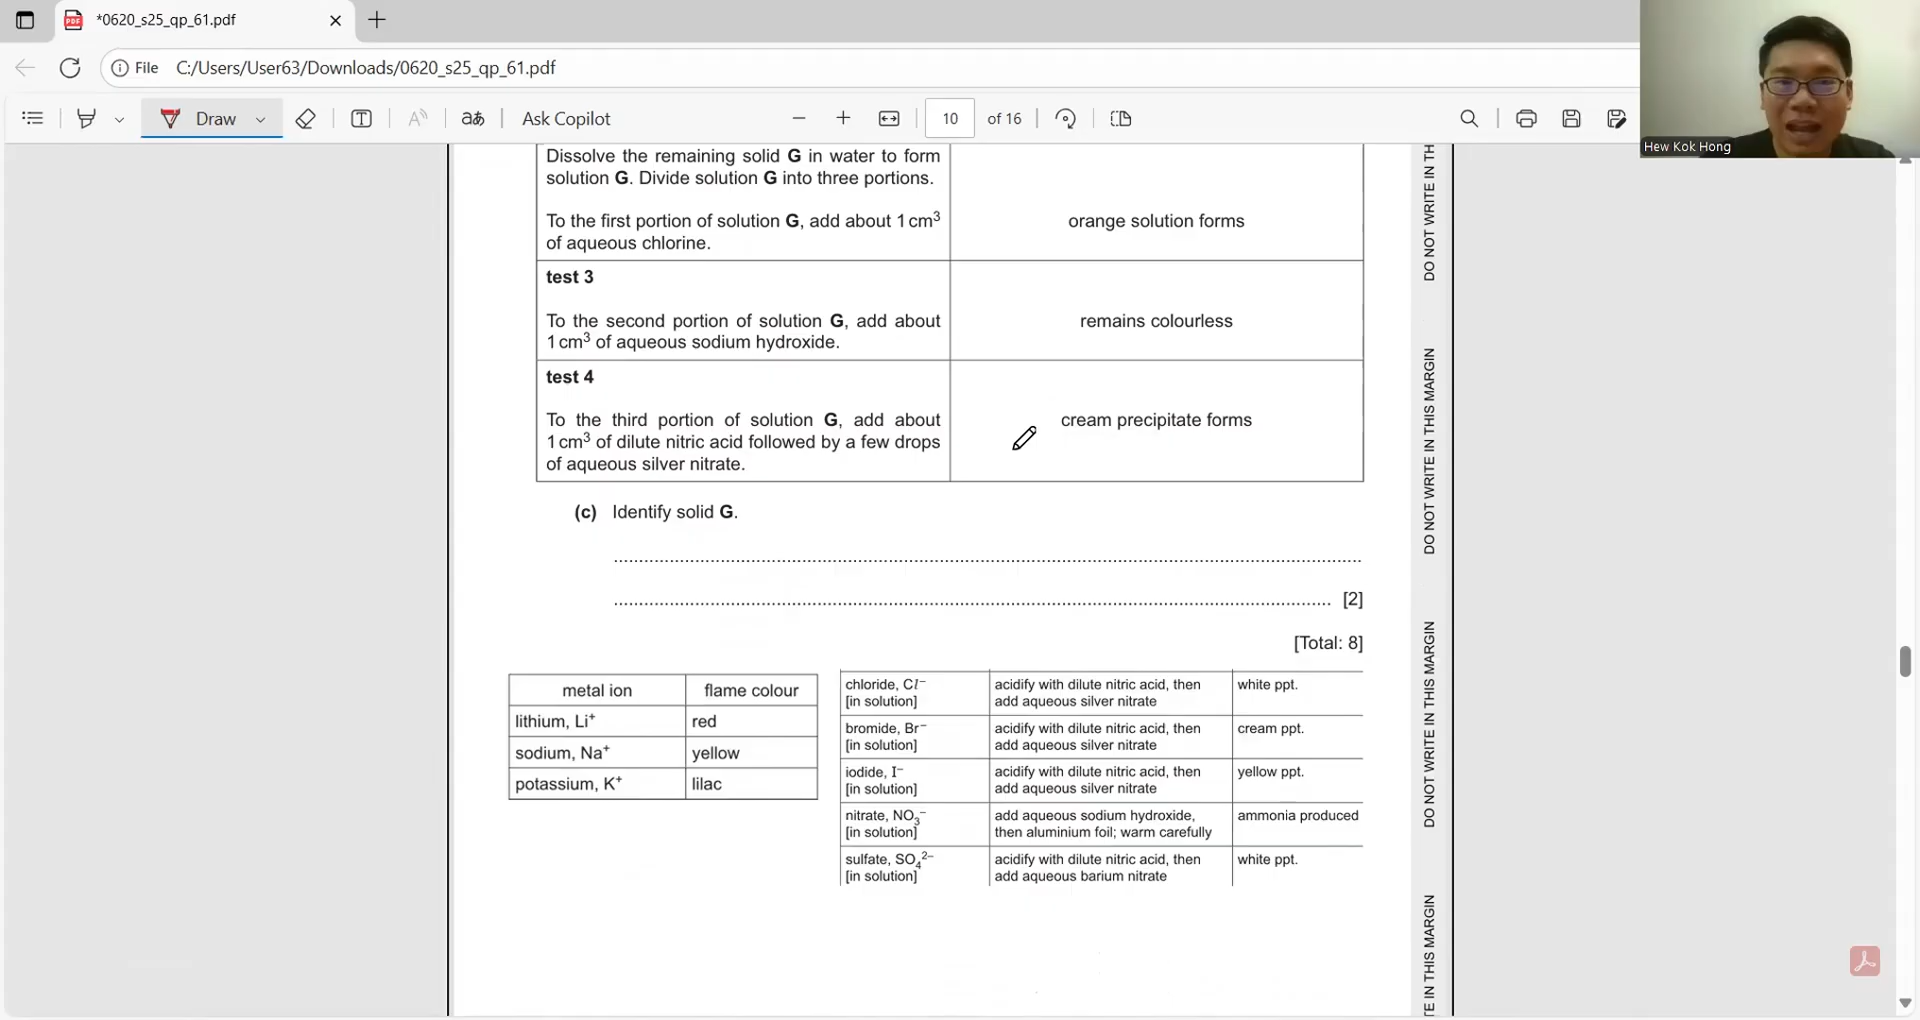 *0620_s25_qp_61.pdf
File C:/Users/User63/Downloads/0620_s25_qp_61.pdf
Draw
Ask Copilot
10 of 16
Hew Kok Hong
Dissolve the remaining solid G in water to form
solution G. Divide solution G into three portions.
To the first portion of solution G, add about 1 cm³
of aqueous chlorine.
orange solution forms
test 3
To the second portion of solution G, add about
1 cm³ of aqueous sodium hydroxide.
remains colourless
test 4
To the third portion of solution G, add about
1 cm³ of dilute nitric acid followed by a few drops
of aqueous silver nitrate.
cream precipitate forms
(c) Identify solid G.
[2]
[Total: 8]
metal ion flame colour
lithium, Li⁺ red
sodium, Na⁺ yellow
potassium, K⁺ lilac
chloride, Cl⁻ acidify with dilute nitric acid, then white ppt.
[in solution] add aqueous silver nitrate
bromide, Br⁻ acidify with dilute nitric acid, then cream ppt.
[in solution] add aqueous silver nitrate
iodide, I⁻ acidify with dilute nitric acid, then yellow ppt.
[in solution] add aqueous silver nitrate
nitrate, NO₃⁻ add aqueous sodium hydroxide, ammonia produced
[in solution] then aluminium foil; warm carefully
sulfate, SO₄²⁻ acidify with dilute nitric acid, then white ppt.
[in solution] add aqueous barium nitrate
DO NOT WRITE IN TH
DO NOT WRITE IN THIS MARGIN
DO NOT WRITE IN THIS MARGIN
TE IN THIS MARGIN